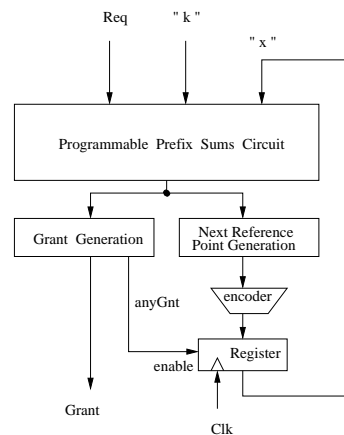 Req
" k "
" x "
Programmable Prefix Sums Circuit
Grant Generation
Next Reference
Point Generation
encoder
anyGnt
Register
enable
Grant
Clk